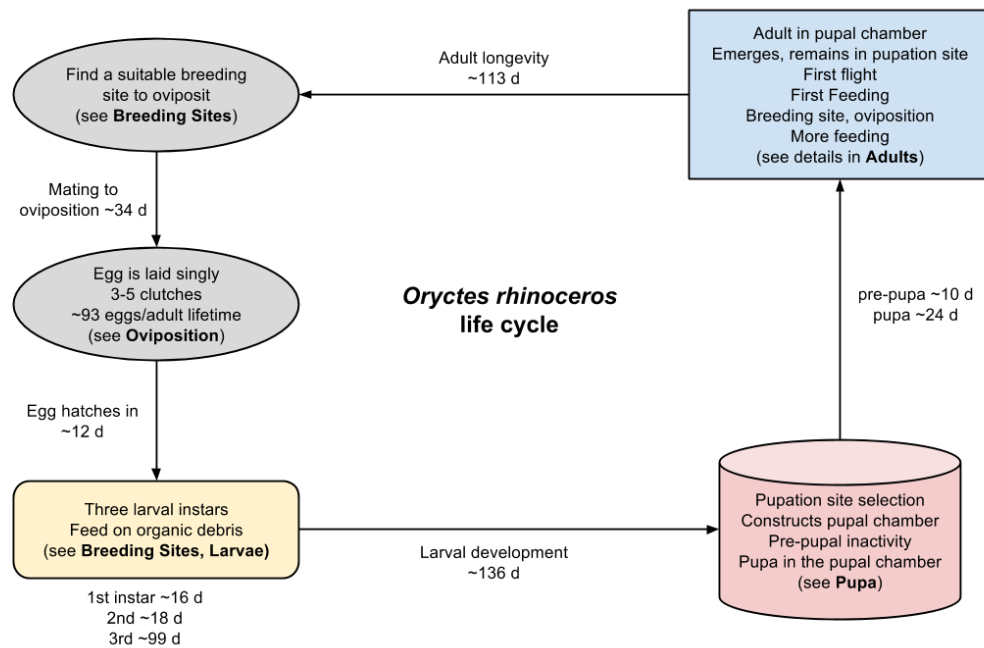 Find a suitable breeding
site to oviposit
(see Breeding Sites)
Adult longevity
~113 d
Adult in pupal chamber
Emerges, remains in pupation site
First flight
First Feeding
Breeding site, oviposition
More feeding
(see details in Adults)
Mating to
oviposition ~34 d
Egg is laid singly
3-5 clutches
~93 eggs/adult lifetime
(see Oviposition)
Oryctes rhinoceros
life cycle
pre-pupa ~10 d
pupa ~24 d
Egg hatches in
~12 d
Three larval instars
Feed on organic debris
(see Breeding Sites, Larvae)
1st instar ~16 d
2nd ~18 d
3rd ~99 d
Larval development
~136 d
Pupation site selection
Constructs pupal chamber
Pre-pupal inactivity
Pupa in the pupal chamber
(see Pupa)